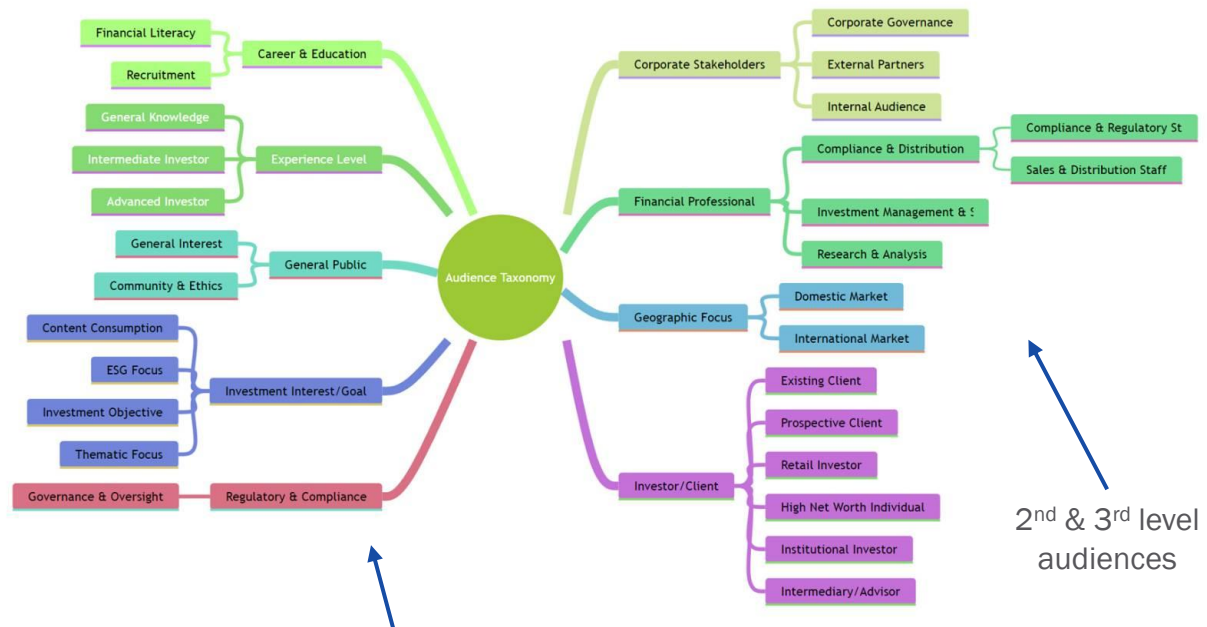 Financial Literacy
Career & Education
Recruitment
General Knowledge
Intermediate Investor
Experience Level
Advanced Investor
General Interest
General Public
Community & Ethics
Content Consumption
ESG Focus
Investment Interest/Goal
Investment Objective
Thematic Focus
Governance & Oversight
Regulatory & Compliance
Audience Taxonomy
Corporate Governance
Corporate Stakeholders
External Partners
Internal Audience
Compliance & Regulatory St
Compliance & Distribution
Sales & Distribution Staff
Financial Professional
Investment Management & S
Research & Analysis
Domestic Market
Geographic Focus
International Market
Existing Client
Prospective Client
Retail Investor
Investor/Client
High Net Worth Individual
Institutional Investor
Intermediary/Advisor
2nd & 3rd level
audiences